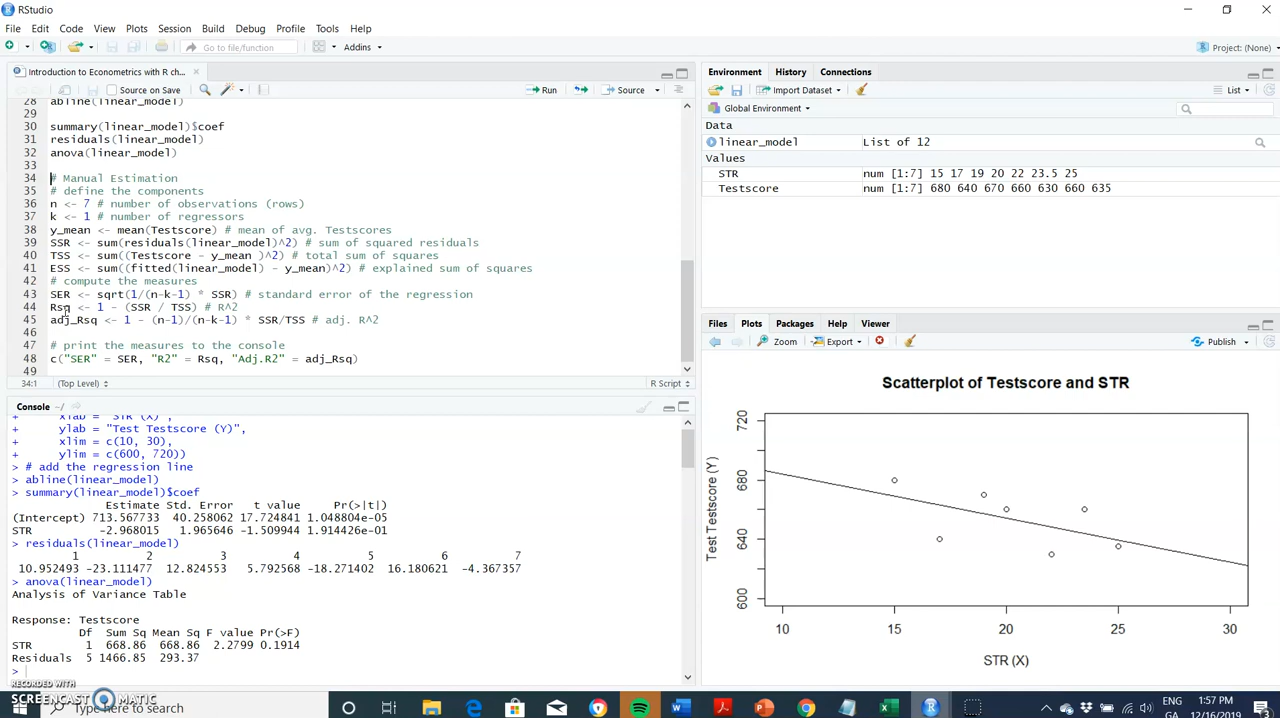 RStudio
File Edit Code View Plots Session Build Debug Profile Tools Help
Go to file/function
Addins
Project: (None)
Introduction to Econometrics with R ch...
Source on Save
Run
Source
28 abline(linear_model)
29
30 summary(linear_model)$coef
31 residuals(linear_model)
32 anova(linear_model)
33
34 # Manual Estimation
35 # define the components
36 n <- 7 # number of observations (rows)
37 k <- 1 # number of regressors
38 y_mean <- mean(Testscore) # mean of avg. Testscores
39 SSR <- sum(residuals(linear_model)^2) # sum of squared residuals
40 TSS <- sum((Testscore - y_mean )^2) # total sum of squares
41 ESS <- sum((fitted(linear_model) - y_mean)^2) # explained sum of squares
42 # compute the measures
43 SER <- sqrt(1/(n-k-1) * SSR) # standard error of the regression
44 Rsq <- 1 - (SSR / TSS) # R^2
45 adj_Rsq <- 1 - (n-1)/(n-k-1) * SSR/TSS # adj. R^2
46
47 # print the measures to the console
48 c("SER" = SER, "R2" = Rsq, "Adj.R2" = adj_Rsq)
49
34:1 (Top Level) R Script
Console ~/
+ xlab = "STR (X)",
+ ylab = "Test Testscore (Y)",
+ xlim = c(10, 30),
+ ylim = c(600, 720))
> # add the regression line
> abline(linear_model)
> summary(linear_model)$coef
Estimate Std. Error t value Pr(>|t|)
(Intercept) 713.567733 40.258062 17.724841 1.048804e-05
STR -2.968015 1.965646 -1.509944 1.914426e-01
> residuals(linear_model)
1 2 3 4 5 6 7
10.952493 -23.111477 12.824553 5.792568 -18.271402 16.180621 -4.367357
> anova(linear_model)
Analysis of Variance Table
Response: Testscore
Df Sum Sq Mean Sq F value Pr(>F)
STR 1 668.86 668.86 2.2799 0.1914
Residuals 5 1466.85 293.37
>
Environment History Connections
Import Dataset
List
Global Environment
Data
linear_model List of 12
Values
STR num [1:7] 15 17 19 20 22 23.5 25
Testscore num [1:7] 680 640 670 660 630 660 635
Files Plots Packages Help Viewer
Zoom Export Publish
Scatterplot of Testscore and STR
Test Testscore (Y)
720
680
640
600
10 15 20 25 30
STR (X)
RECORDED WITH
SCREENCAST MATIC
Type here to search
ENG
GA
1:57 PM
12/16/2019